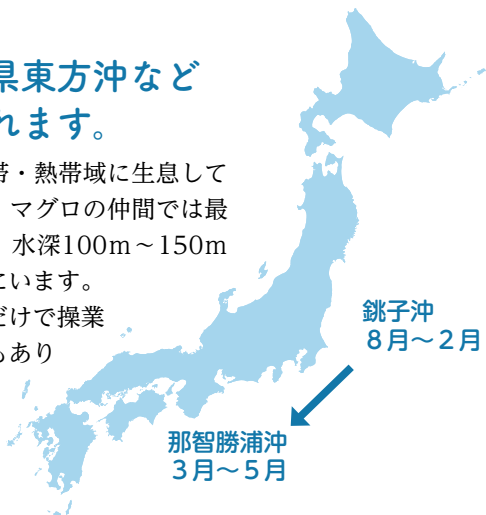 県東方沖など
れます。
帯・熱帯域に生息して
マグロの仲間では最
水深100m～150m
にいます。
だけで操業
もあり
銚子沖
８月～２月
那智勝浦沖
３月～５月